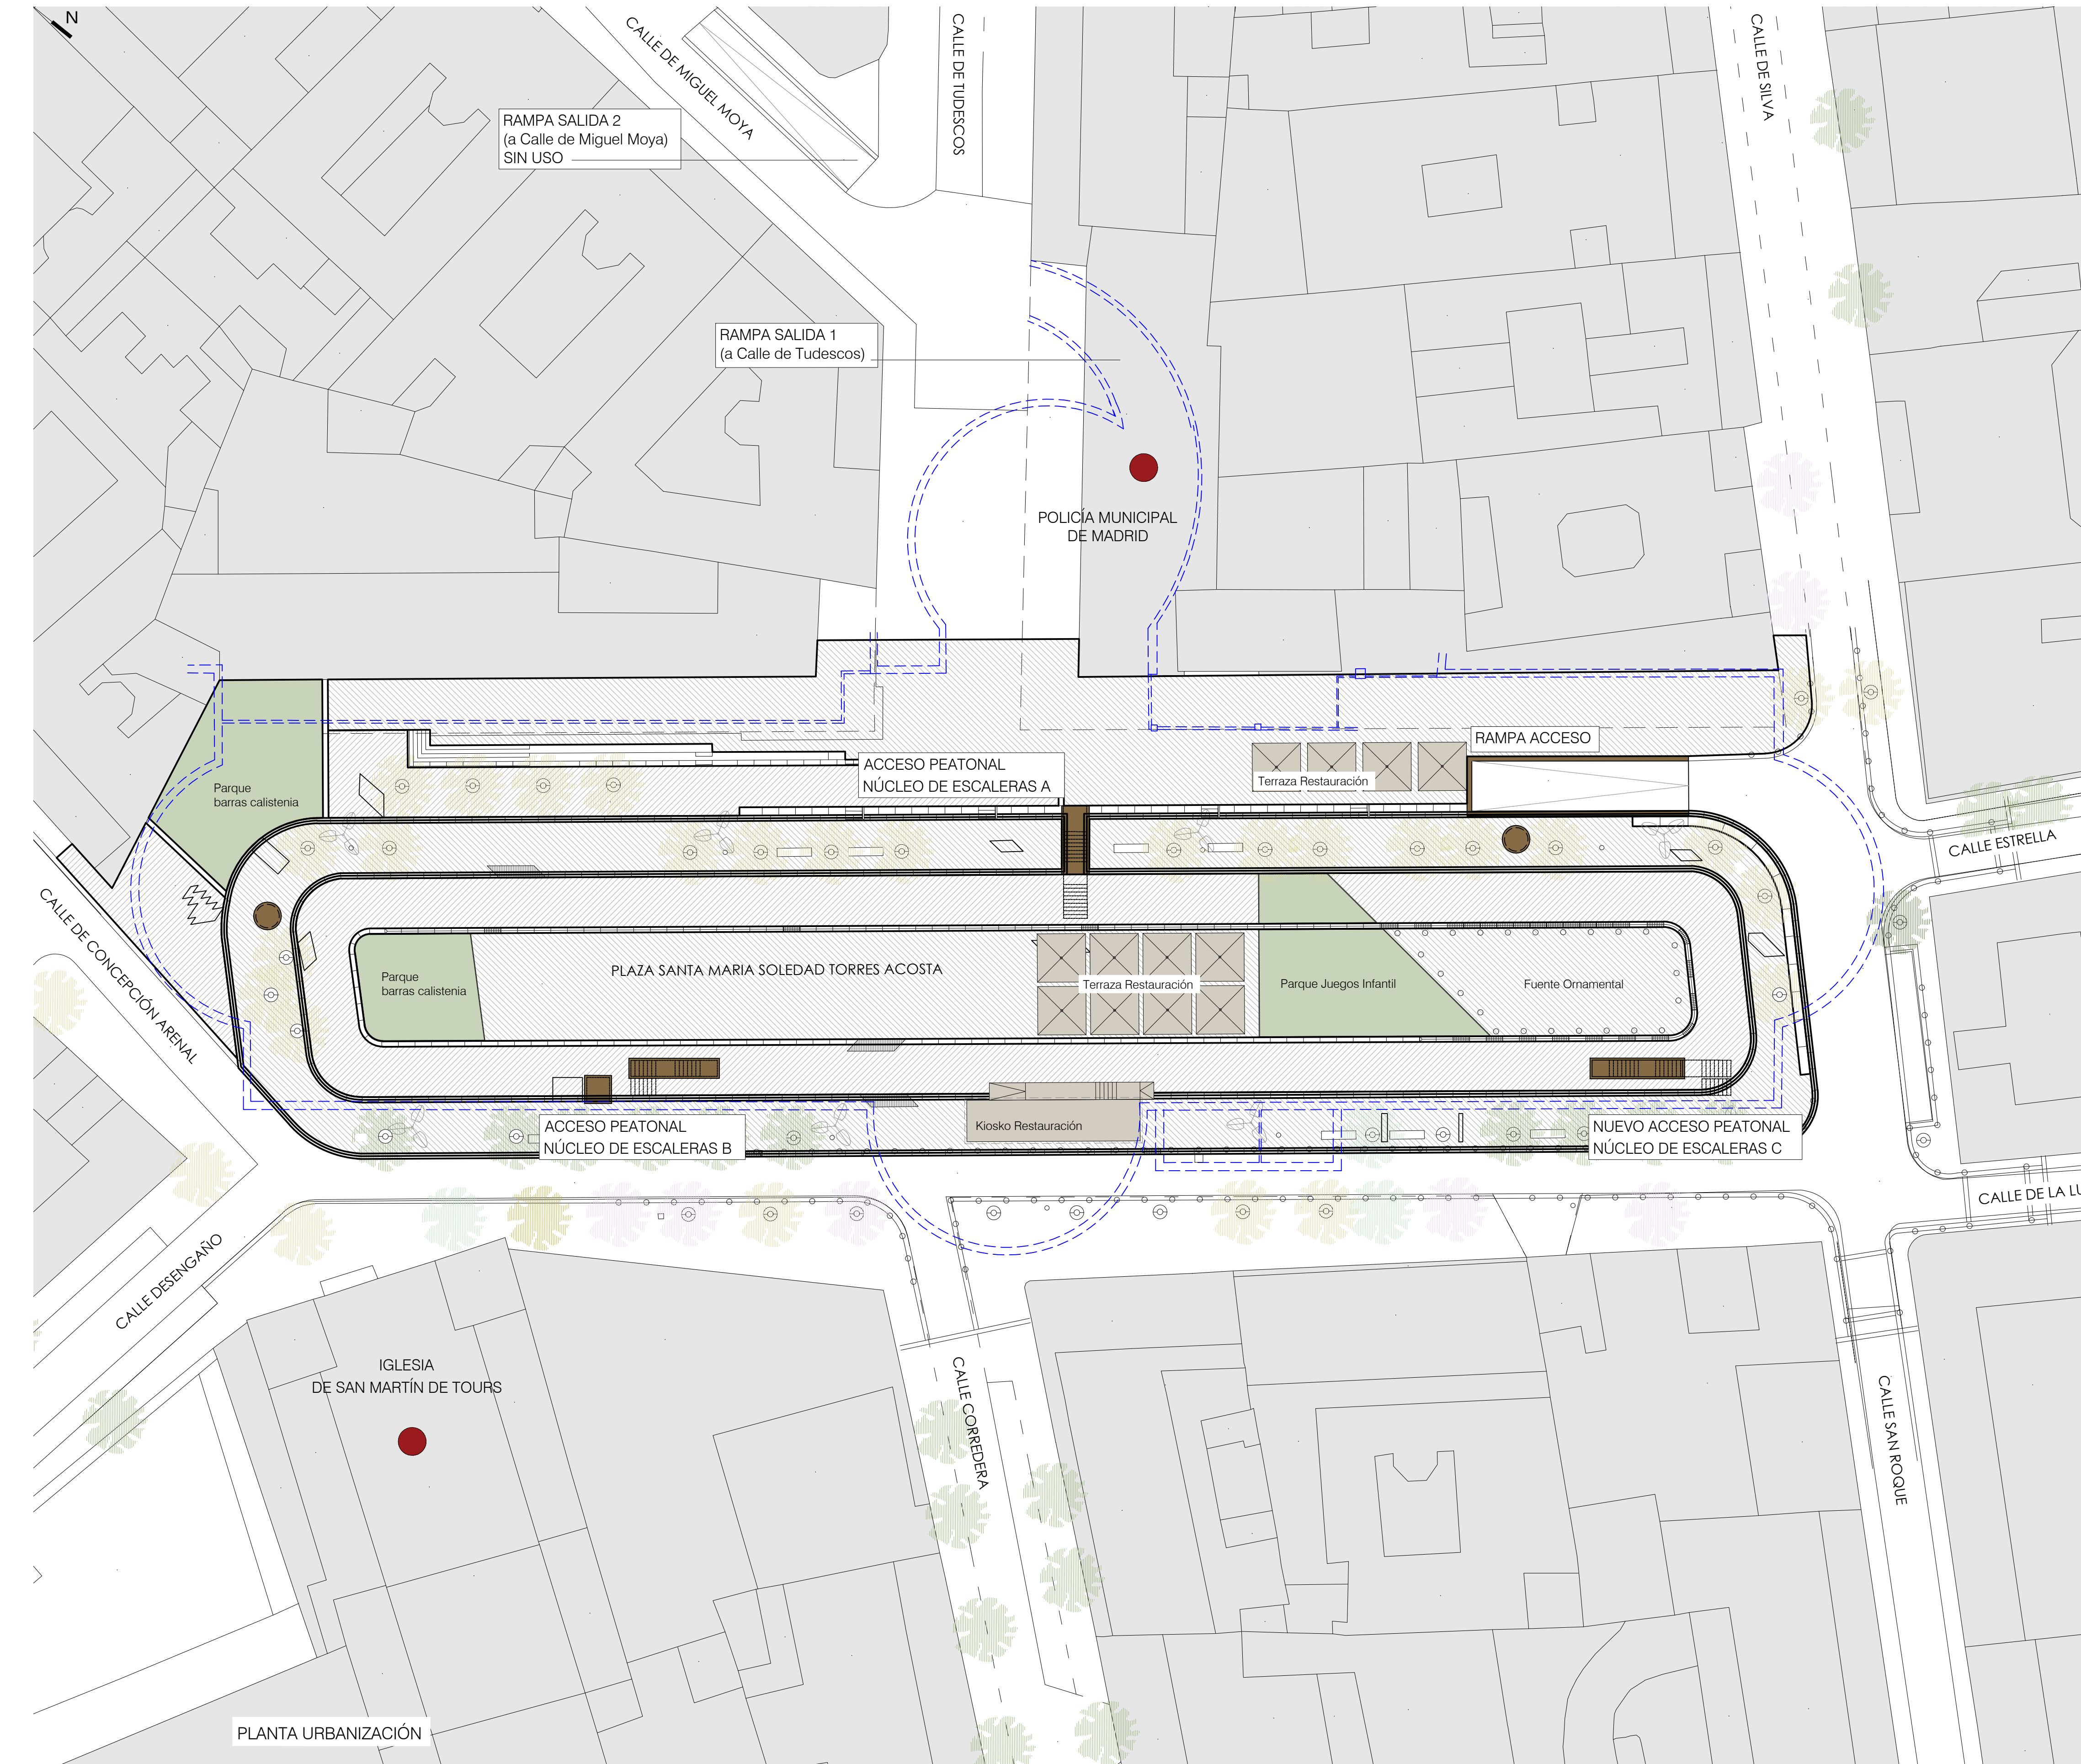 N
CALLE DE MIGUEL MOYA
CALLE DE TUDESCOS
CALLE DE SILVA
RAMPA SALIDA 2
(a Calle de Miguel Moya)
SIN USO
RAMPA SALIDA 1
(a Calle de Tudescos)
POLICÍA MUNICIPAL
DE MADRID
RAMPA ACCESO
ACCESO PEATONAL
NÚCLEO DE ESCALERAS A
Terraza Restauración
Parque
barras calistenia
CALLE ESTRELLA
CALLE DE CONCEPCIÓN ARENAL
PLAZA SANTA MARIA SOLEDAD TORRES ACOSTA
Parque
barras calistenia
Terraza Restauración
Parque Juegos Infantil
Fuente Ornamental
ACCESO PEATONAL
NÚCLEO DE ESCALERAS B
Kiosko Restauración
NUEVO ACCESO PEATONAL
NÚCLEO DE ESCALERAS C
CALLE DE LA LU
CALLE DESENGAÑO
IGLESIA
DE SAN MARTÍN DE TOURS
CALLE CORREDERA
CALLE SAN ROQUE
PLANTA URBANIZACIÓN